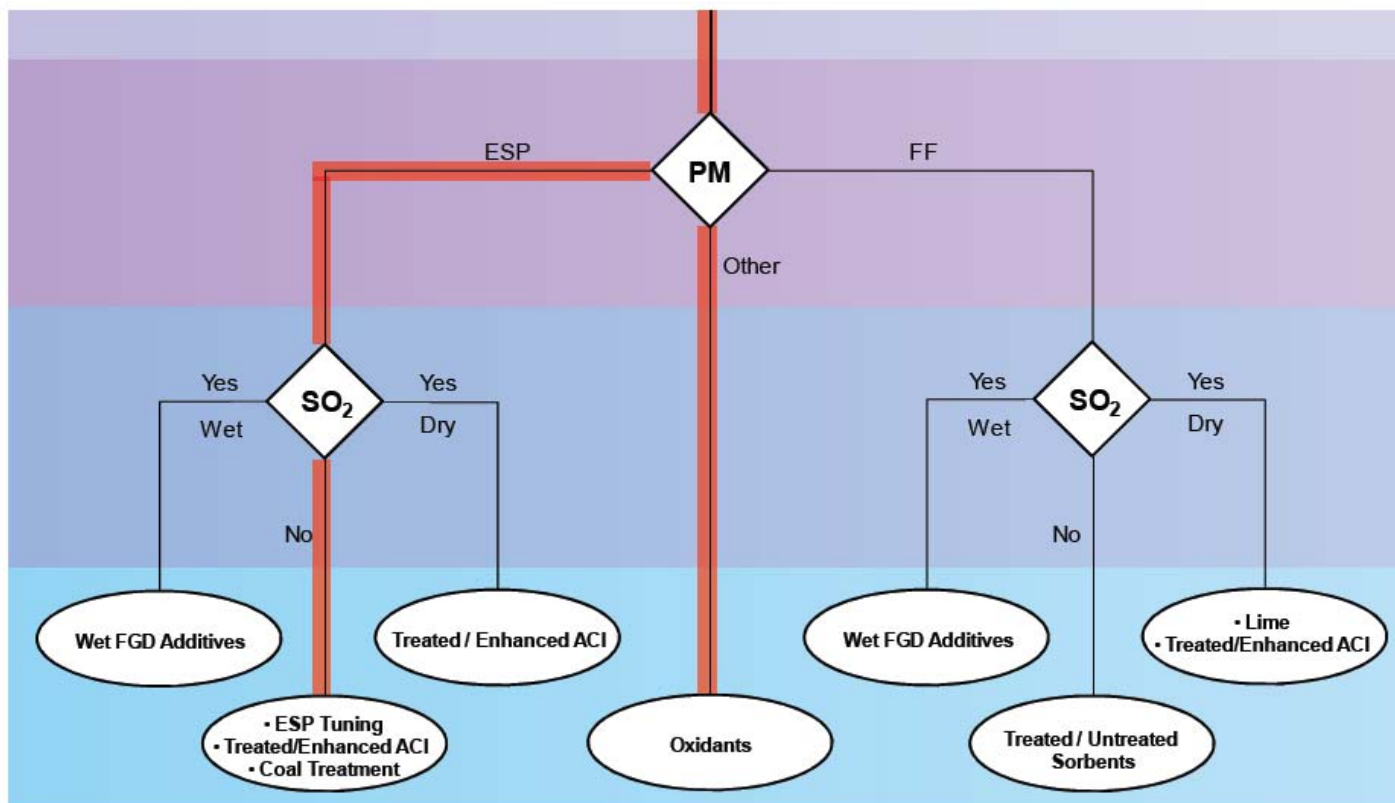 ESP
PM
FF
Other
Yes
SO₂
Yes
Wet
Dry
No
Yes
SO₂
Yes
Wet
Dry
No
Wet FGD Additives
Treated / Enhanced ACI
Wet FGD Additives
• Lime
• Treated/Enhanced ACI
• ESP Tuning
• Treated/Enhanced ACI
• Coal Treatment
Oxidants
Treated / Untreated
Sorbents